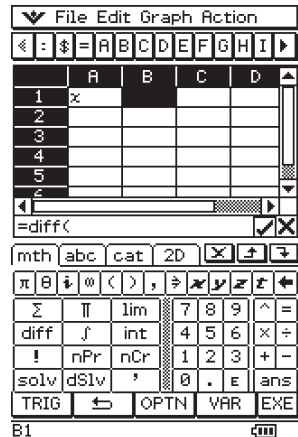 File Edit Graph Action
: $ = A B C D E F G H I
A B C D
1 x
2
3
4
5
6
=diff(
mth abc cat 2D
π θ i ∞ ( ) , ⇒ x y z t
Σ Π lim 7 8 9 ^ =
diff ∫ int 4 5 6 × ÷
! nPr nCr 1 2 3 + -
solv dSlv ' 0 . E ans
TRIG OPTN VAR EXE
B1